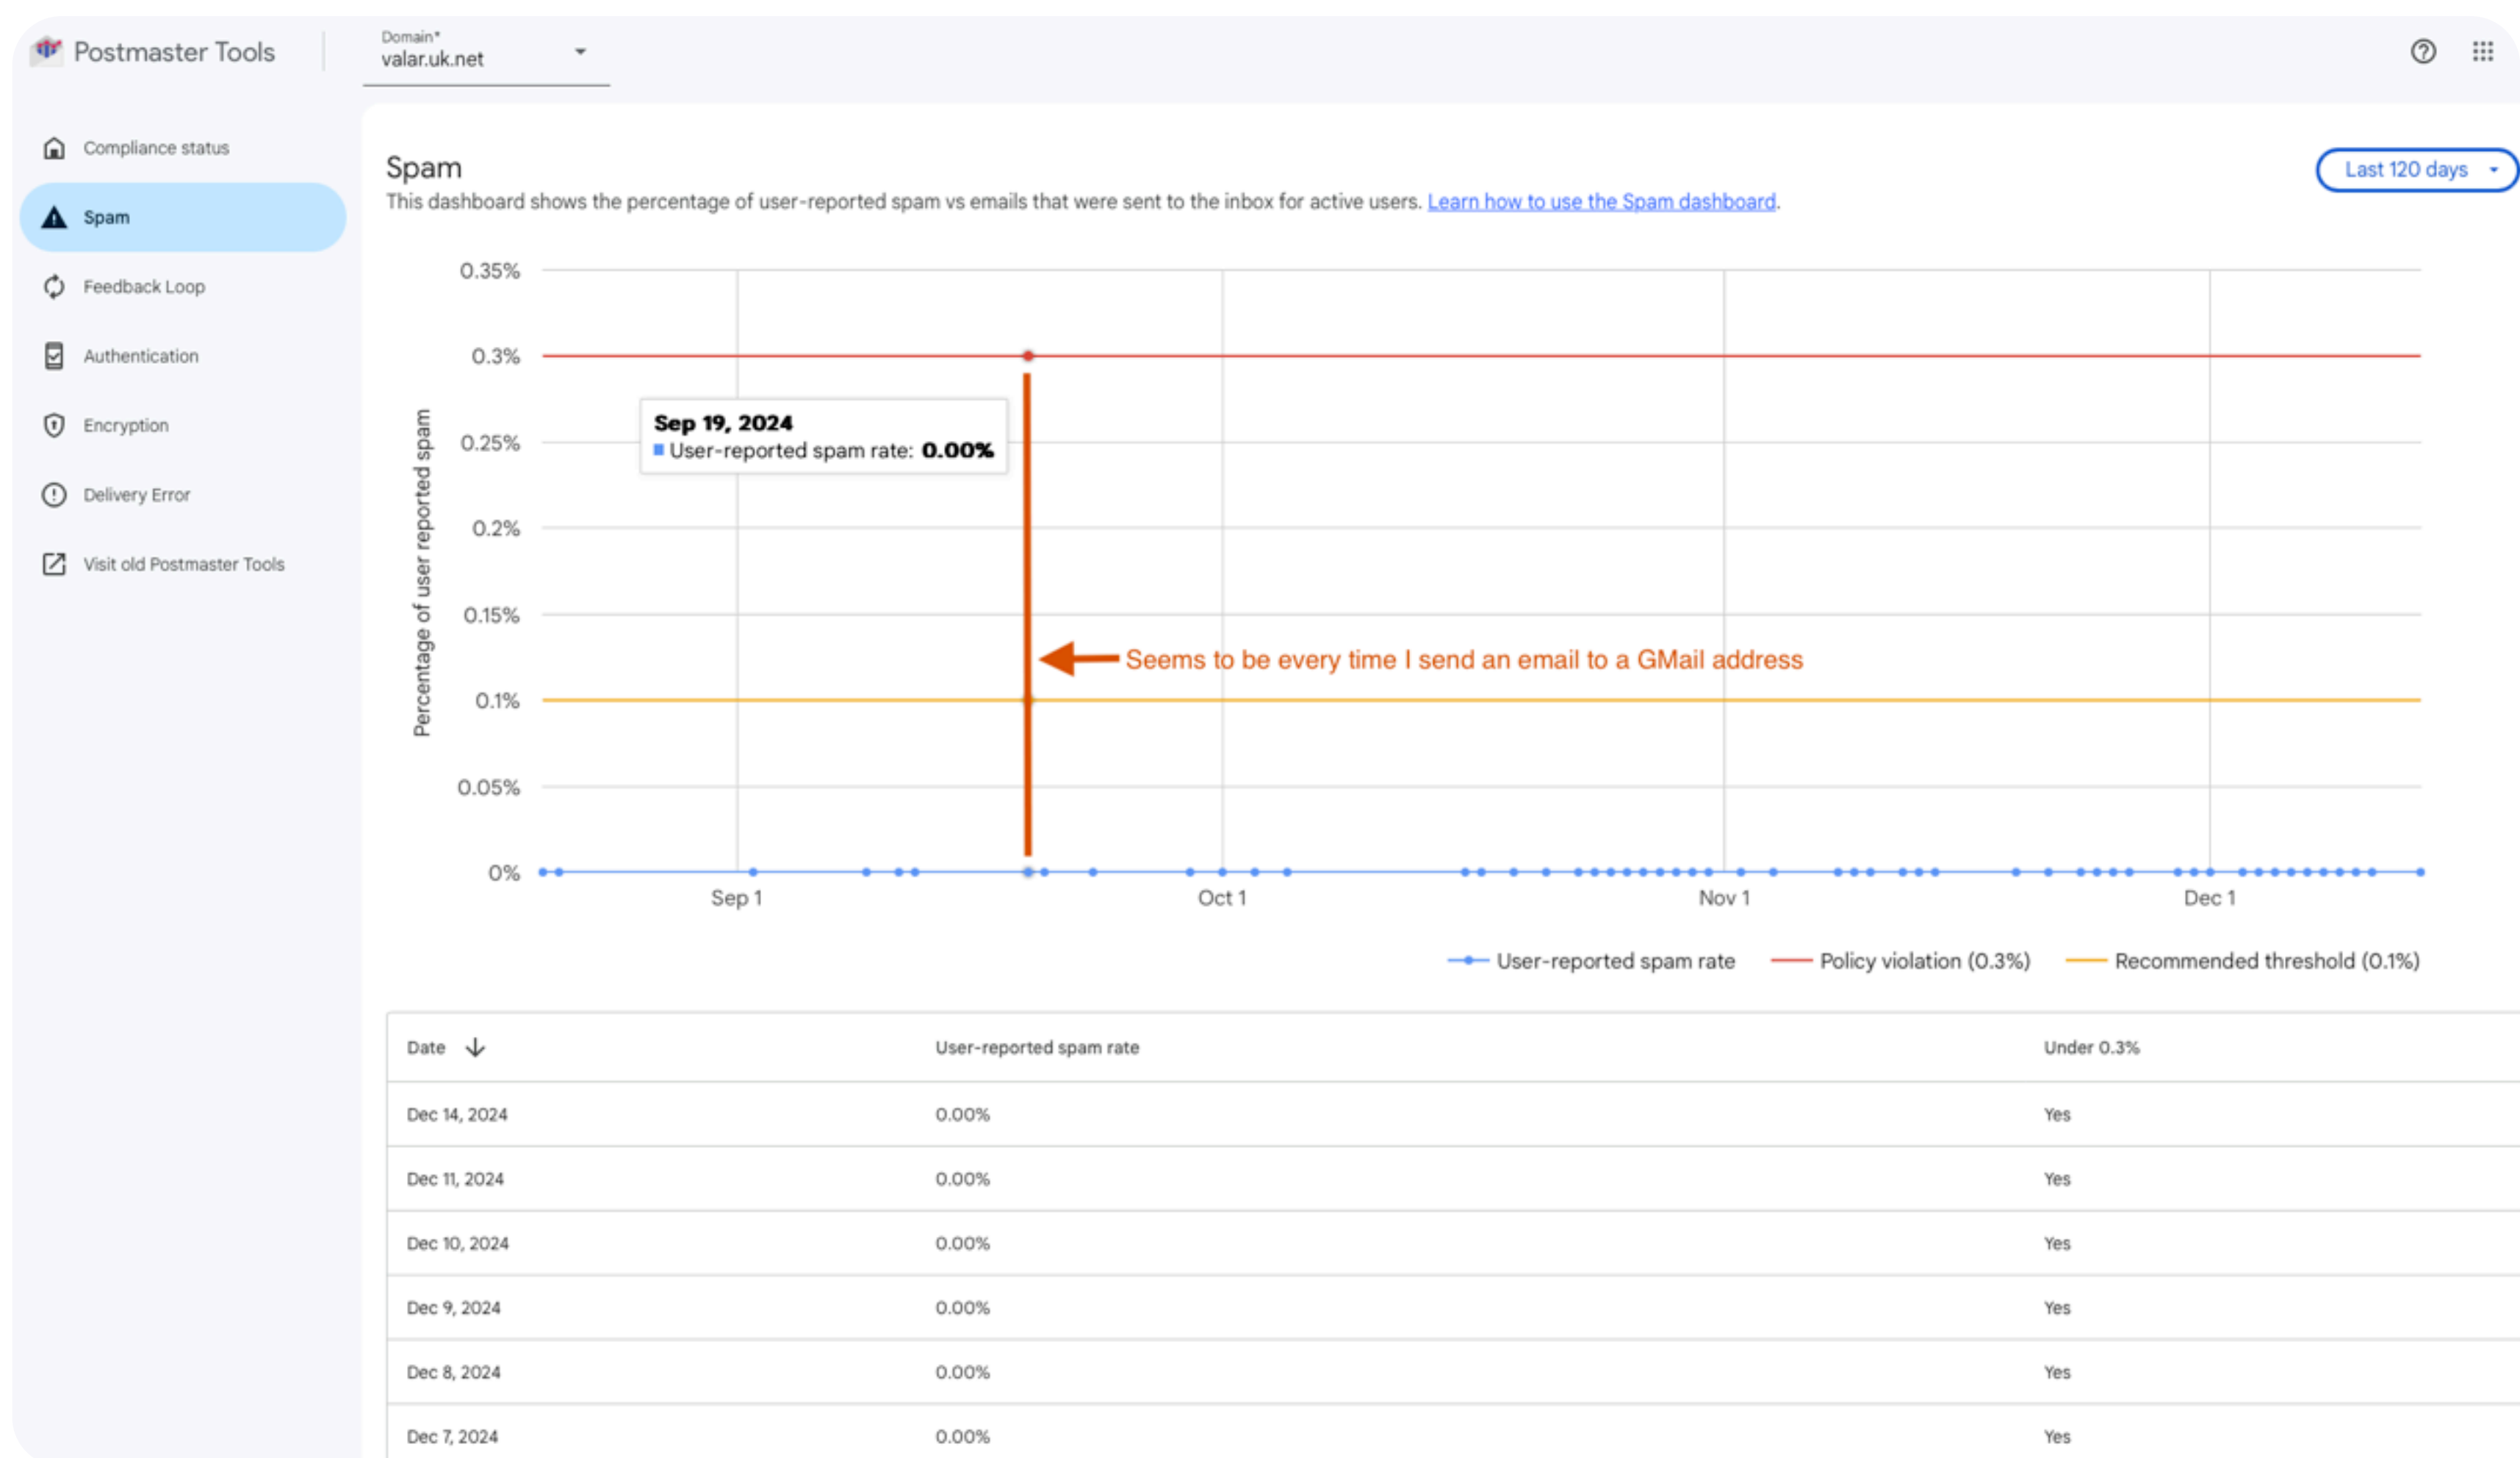 Postmaster Tools
Domain*
valar.uk.net
Compliance status
Spam
Feedback Loop
Authentication
Encryption
Delivery Error
Visit old Postmaster Tools
Spam
Last 120 days
This dashboard shows the percentage of user-reported spam vs emails that were sent to the inbox for active users. Learn how to use the Spam dashboard.
Percentage of user reported spam
0.35%
0.3%
0.25%
0.2%
0.15%
0.1%
0.05%
0%
Sep 19, 2024
User-reported spam rate: 0.00%
Seems to be every time I send an email to a GMail address
Sep 1
Oct 1
Nov 1
Dec 1
User-reported spam rate
Policy violation (0.3%)
Recommended threshold (0.1%)
Date User-reported spam rate Under 0.3%
Dec 14, 2024 0.00% Yes
Dec 11, 2024 0.00% Yes
Dec 10, 2024 0.00% Yes
Dec 9, 2024 0.00% Yes
Dec 8, 2024 0.00% Yes
Dec 7, 2024 0.00% Yes